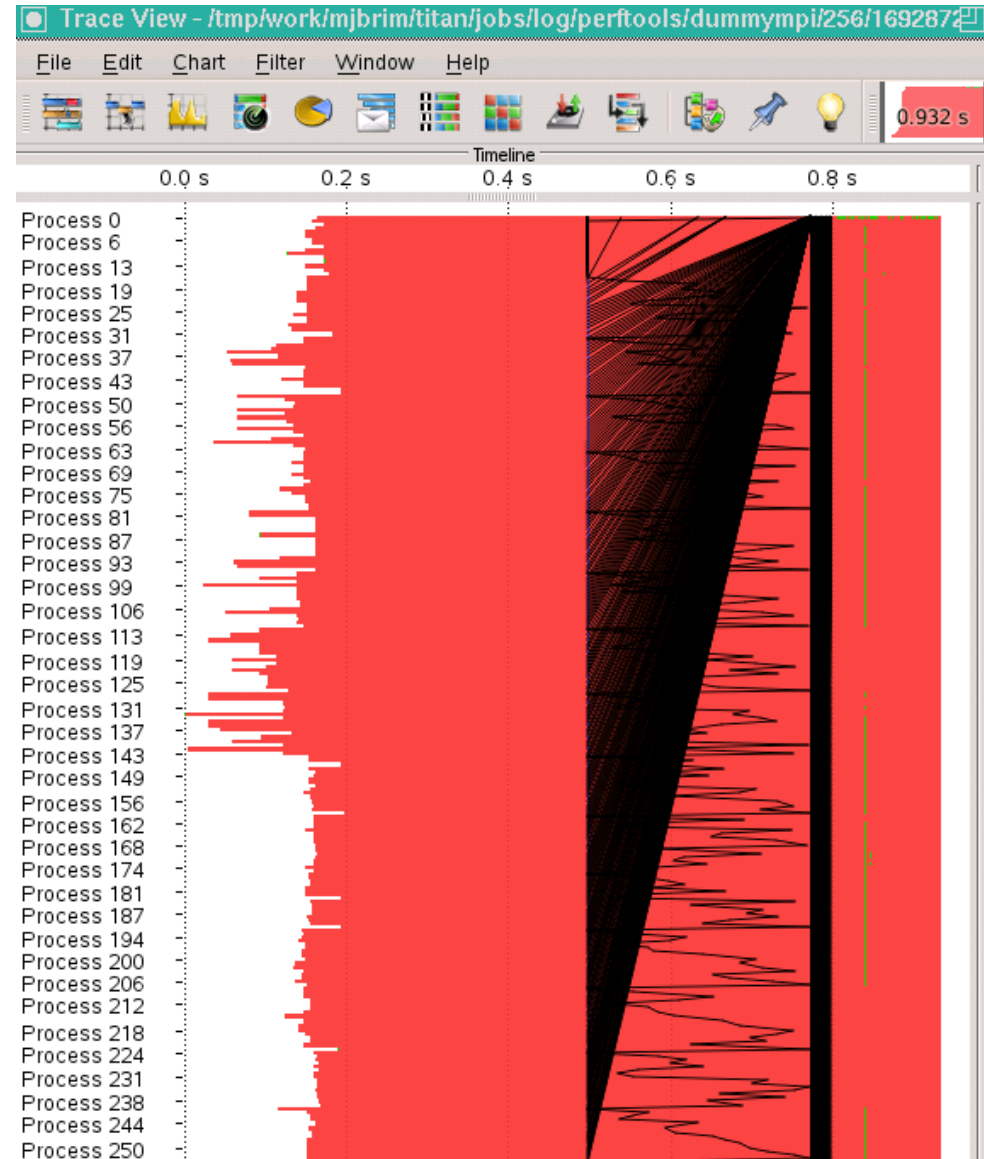 Trace View - /tmp/work/mjbrim/titan/jobs/log/perftools/dummympi/256/1692872
File Edit Chart Filter Window Help
0.932 s
Timeline
0.0 s 0.2 s 0.4 s 0.6 s 0.8 s
Process 0
Process 6
Process 13
Process 19
Process 25
Process 31
Process 37
Process 43
Process 50
Process 56
Process 63
Process 69
Process 75
Process 81
Process 87
Process 93
Process 99
Process 106
Process 113
Process 119
Process 125
Process 131
Process 137
Process 143
Process 149
Process 156
Process 162
Process 168
Process 174
Process 181
Process 187
Process 194
Process 200
Process 206
Process 212
Process 218
Process 224
Process 231
Process 238
Process 244
Process 250